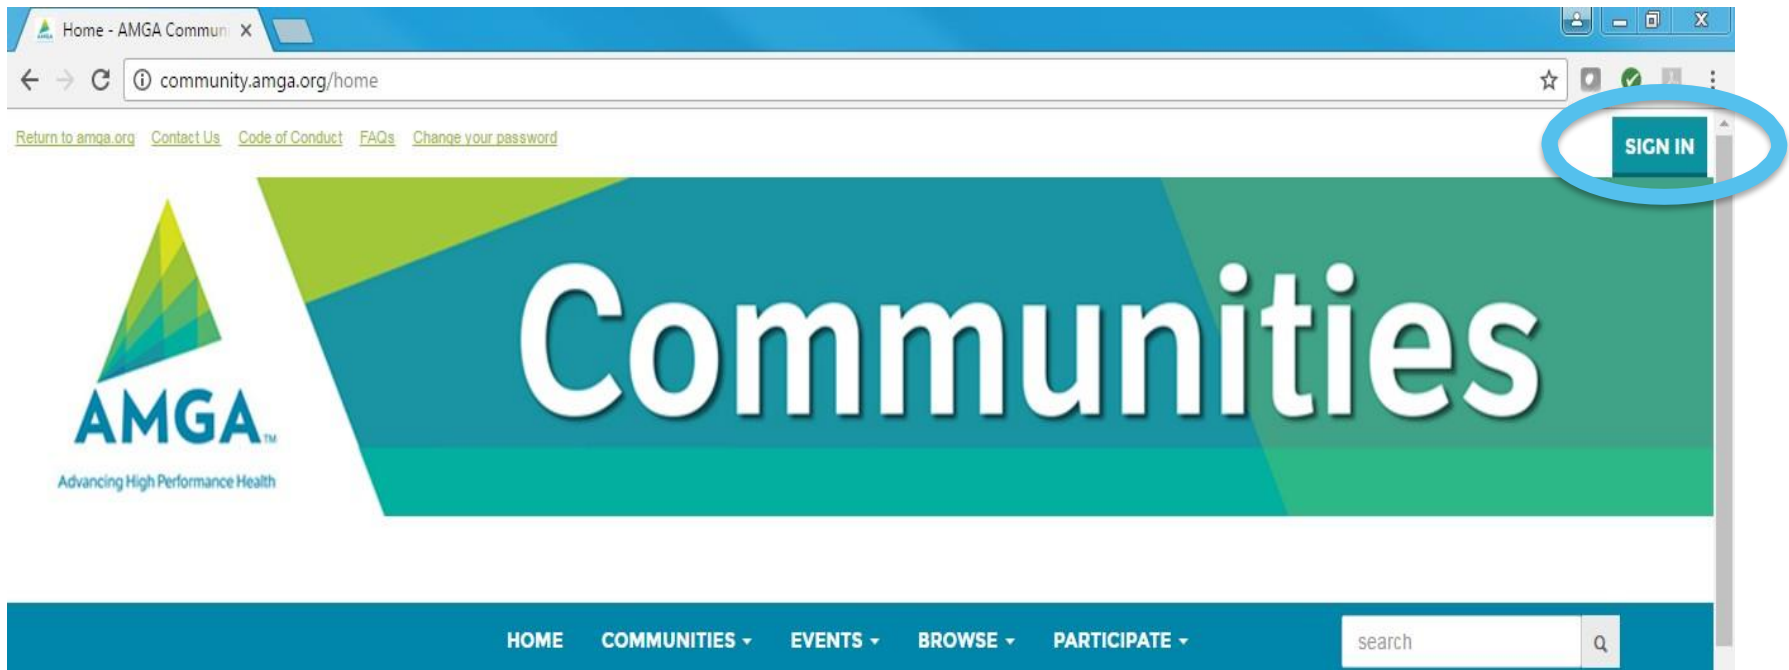 Home - AMGA Commun
community.amga.org/home
Return to amga.org Contact Us Code of Conduct FAQs Change your password
SIGN IN
Communities
AMGA™
Advancing High Performance Health
HOME COMMUNITIES EVENTS BROWSE PARTICIPATE search